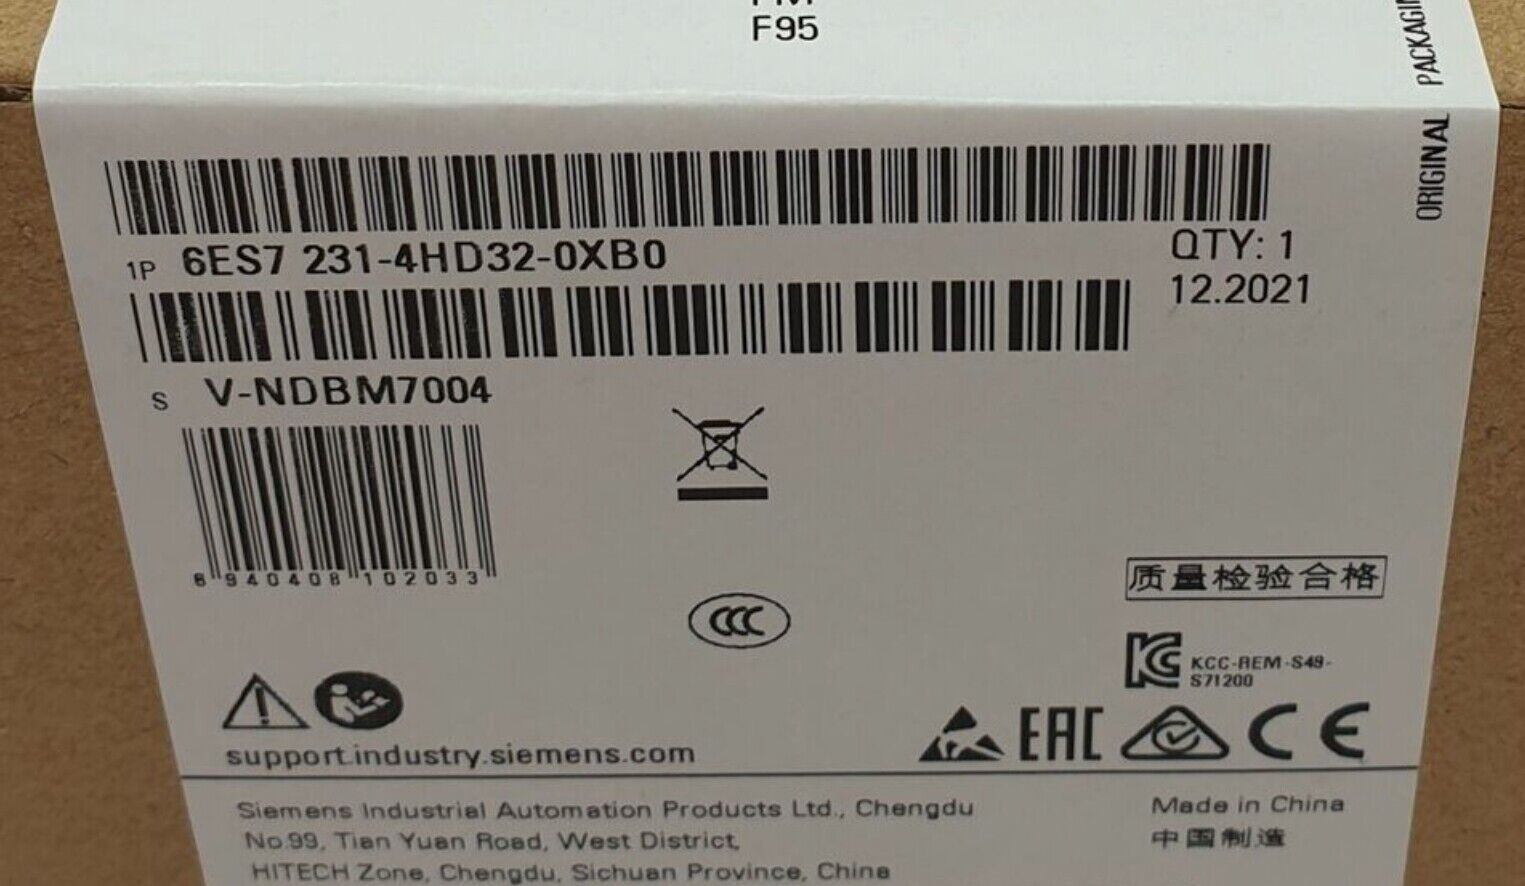 F95
ORIGINAL PACKAGIN
1P 6ES7 231-4HD32-0XB0
QTY: 1
12.2021
S V-NDBM7004
6 940408 102033
质量检验合格
CCC
KC KCC-REM-S49-
S71200
EAC CE
support.industry.siemens.com
Siemens Industrial Automation Products Ltd., Chengdu
No.99, Tian Yuan Road, West District,
HITECH Zone, Chengdu, Sichuan Province, China
Made in China
中国制造